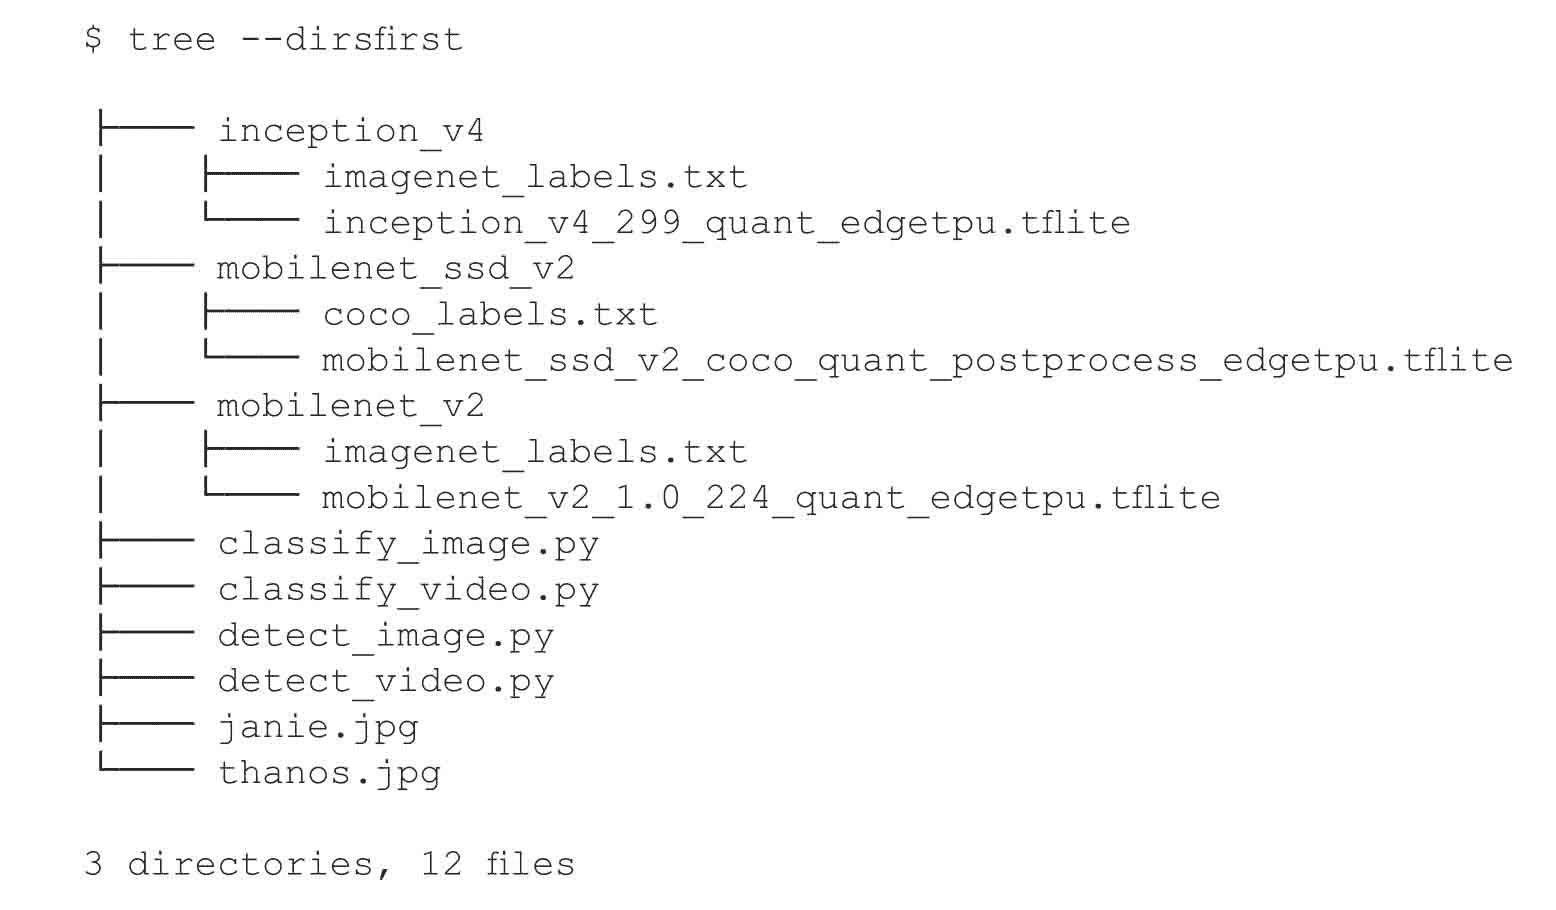 $ tree --dirsfirst
├── inception_v4
│   ├── imagenet_labels.txt
│   └── inception_v4_299_quant_edgetpu.tflite
├── mobilenet_ssd_v2
│   ├── coco_labels.txt
│   └── mobilenet_ssd_v2_coco_quant_postprocess_edgetpu.tflite
├── mobilenet_v2
│   ├── imagenet_labels.txt
│   └── mobilenet_v2_1.0_224_quant_edgetpu.tflite
├── classify_image.py
├── classify_video.py
├── detect_image.py
├── detect_video.py
├── janie.jpg
└── thanos.jpg
3 directories, 12 files